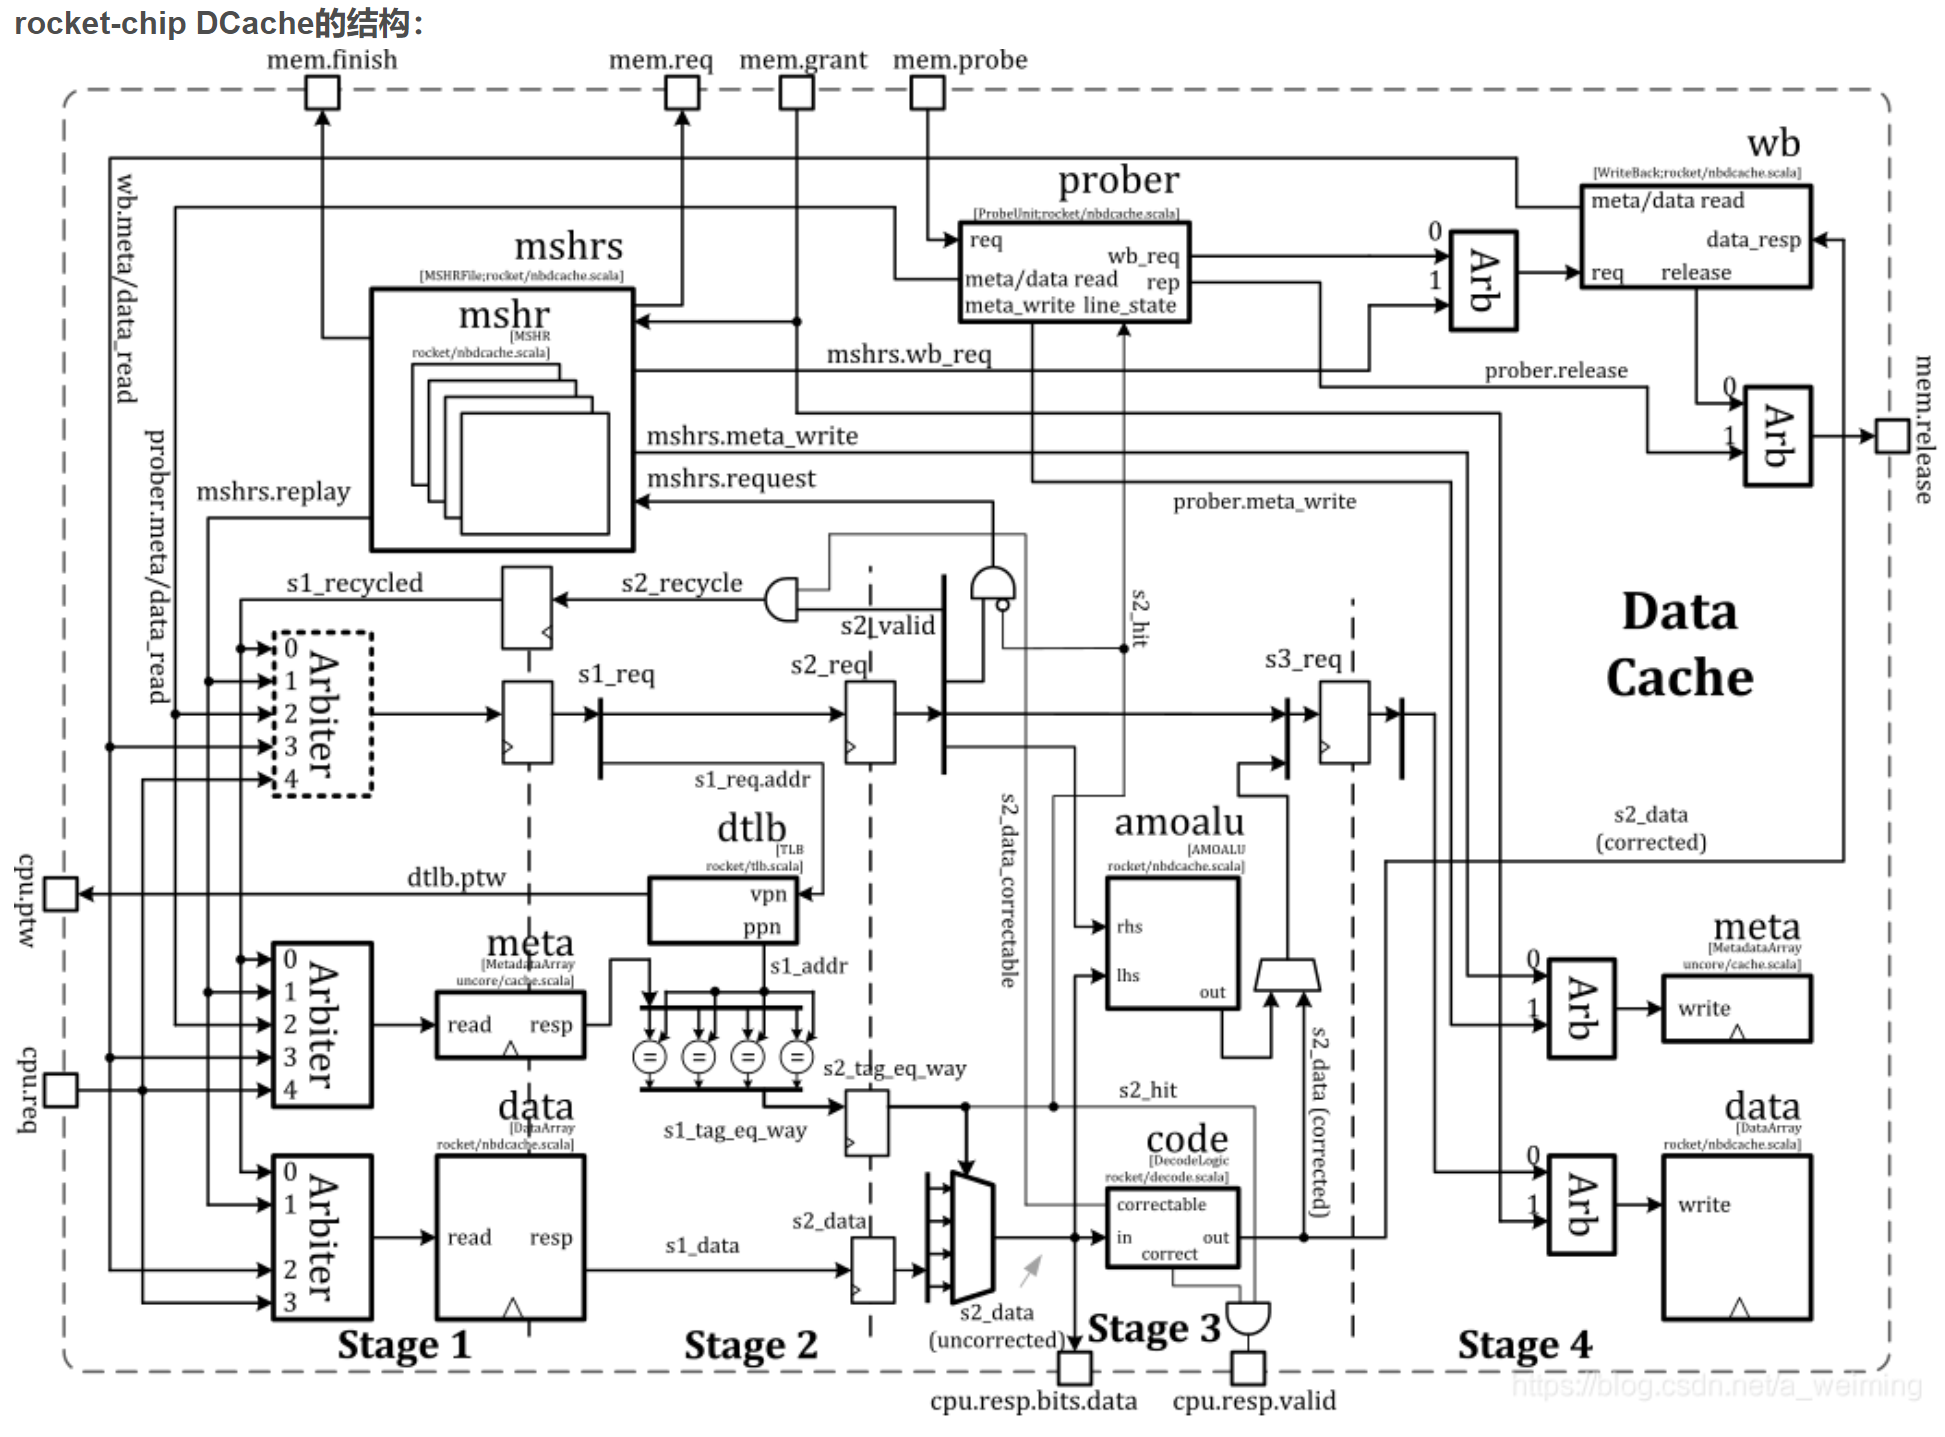 rocket-chip DCache的结构：
mem.finish
mem.req
mem.grant
mem.probe
wb
[WriteBack;rocket/nbdcache.scala]
meta/data read
data_resp
req
release
prober
[ProbeUnit;rocket/nbdcache.scala]
req
wb_req
meta/data read
rep
meta_write
line_state
0
1
Arb
mshrs
[MSHRFile;rocket/nbdcache.scala]
mshr
[MSHR
rocket/nbdcache.scala]
wb.meta/data_read
prober.meta/data_read
mshrs.wb_req
prober.release
0
1
Arb
mem.release
mshrs.meta_write
mshrs.request
prober.meta_write
mshrs.replay
s1_recycled
s2_recycle
s2_valid
s2_hit
Data
Cache
0
1
2
3
4
Arbiter
s1_req
s2_req
s3_req
s1_req.addr
dtlb
[TLB
rocket/tlb.scala]
vpn
ppn
dtlb.ptw
cpu.ptw
s2_data_correctable
amoalu
[AMOALU
rocket/nbdcache.scala]
rhs
lhs
out
s2_data
(corrected)
meta
[MetadataArray
uncore/cache.scala]
read
resp
s1_addr
0
1
2
3
4
Arbiter
cpu.req
=
=
=
=
s2_tag_eq_way
s1_tag_eq_way
s2_hit
s2_data (corrected)
0
1
Arb
meta
[MetadataArray
uncore/cache.scala]
write
data
[DataArray
rocket/nbdcache.scala]
read
resp
0
1
2
3
Arbiter
s1_data
s2_data
code
[DecodeLogic
rocket/decode.scala]
correctable
in
out
correct
s2_data
(uncorrected)
0
1
Arb
data
[DataArray
rocket/nbdcache.scala]
write
Stage 1
Stage 2
Stage 3
Stage 4
cpu.resp.bits.data
cpu.resp.valid
https://blog.csdn.net/a_weiming